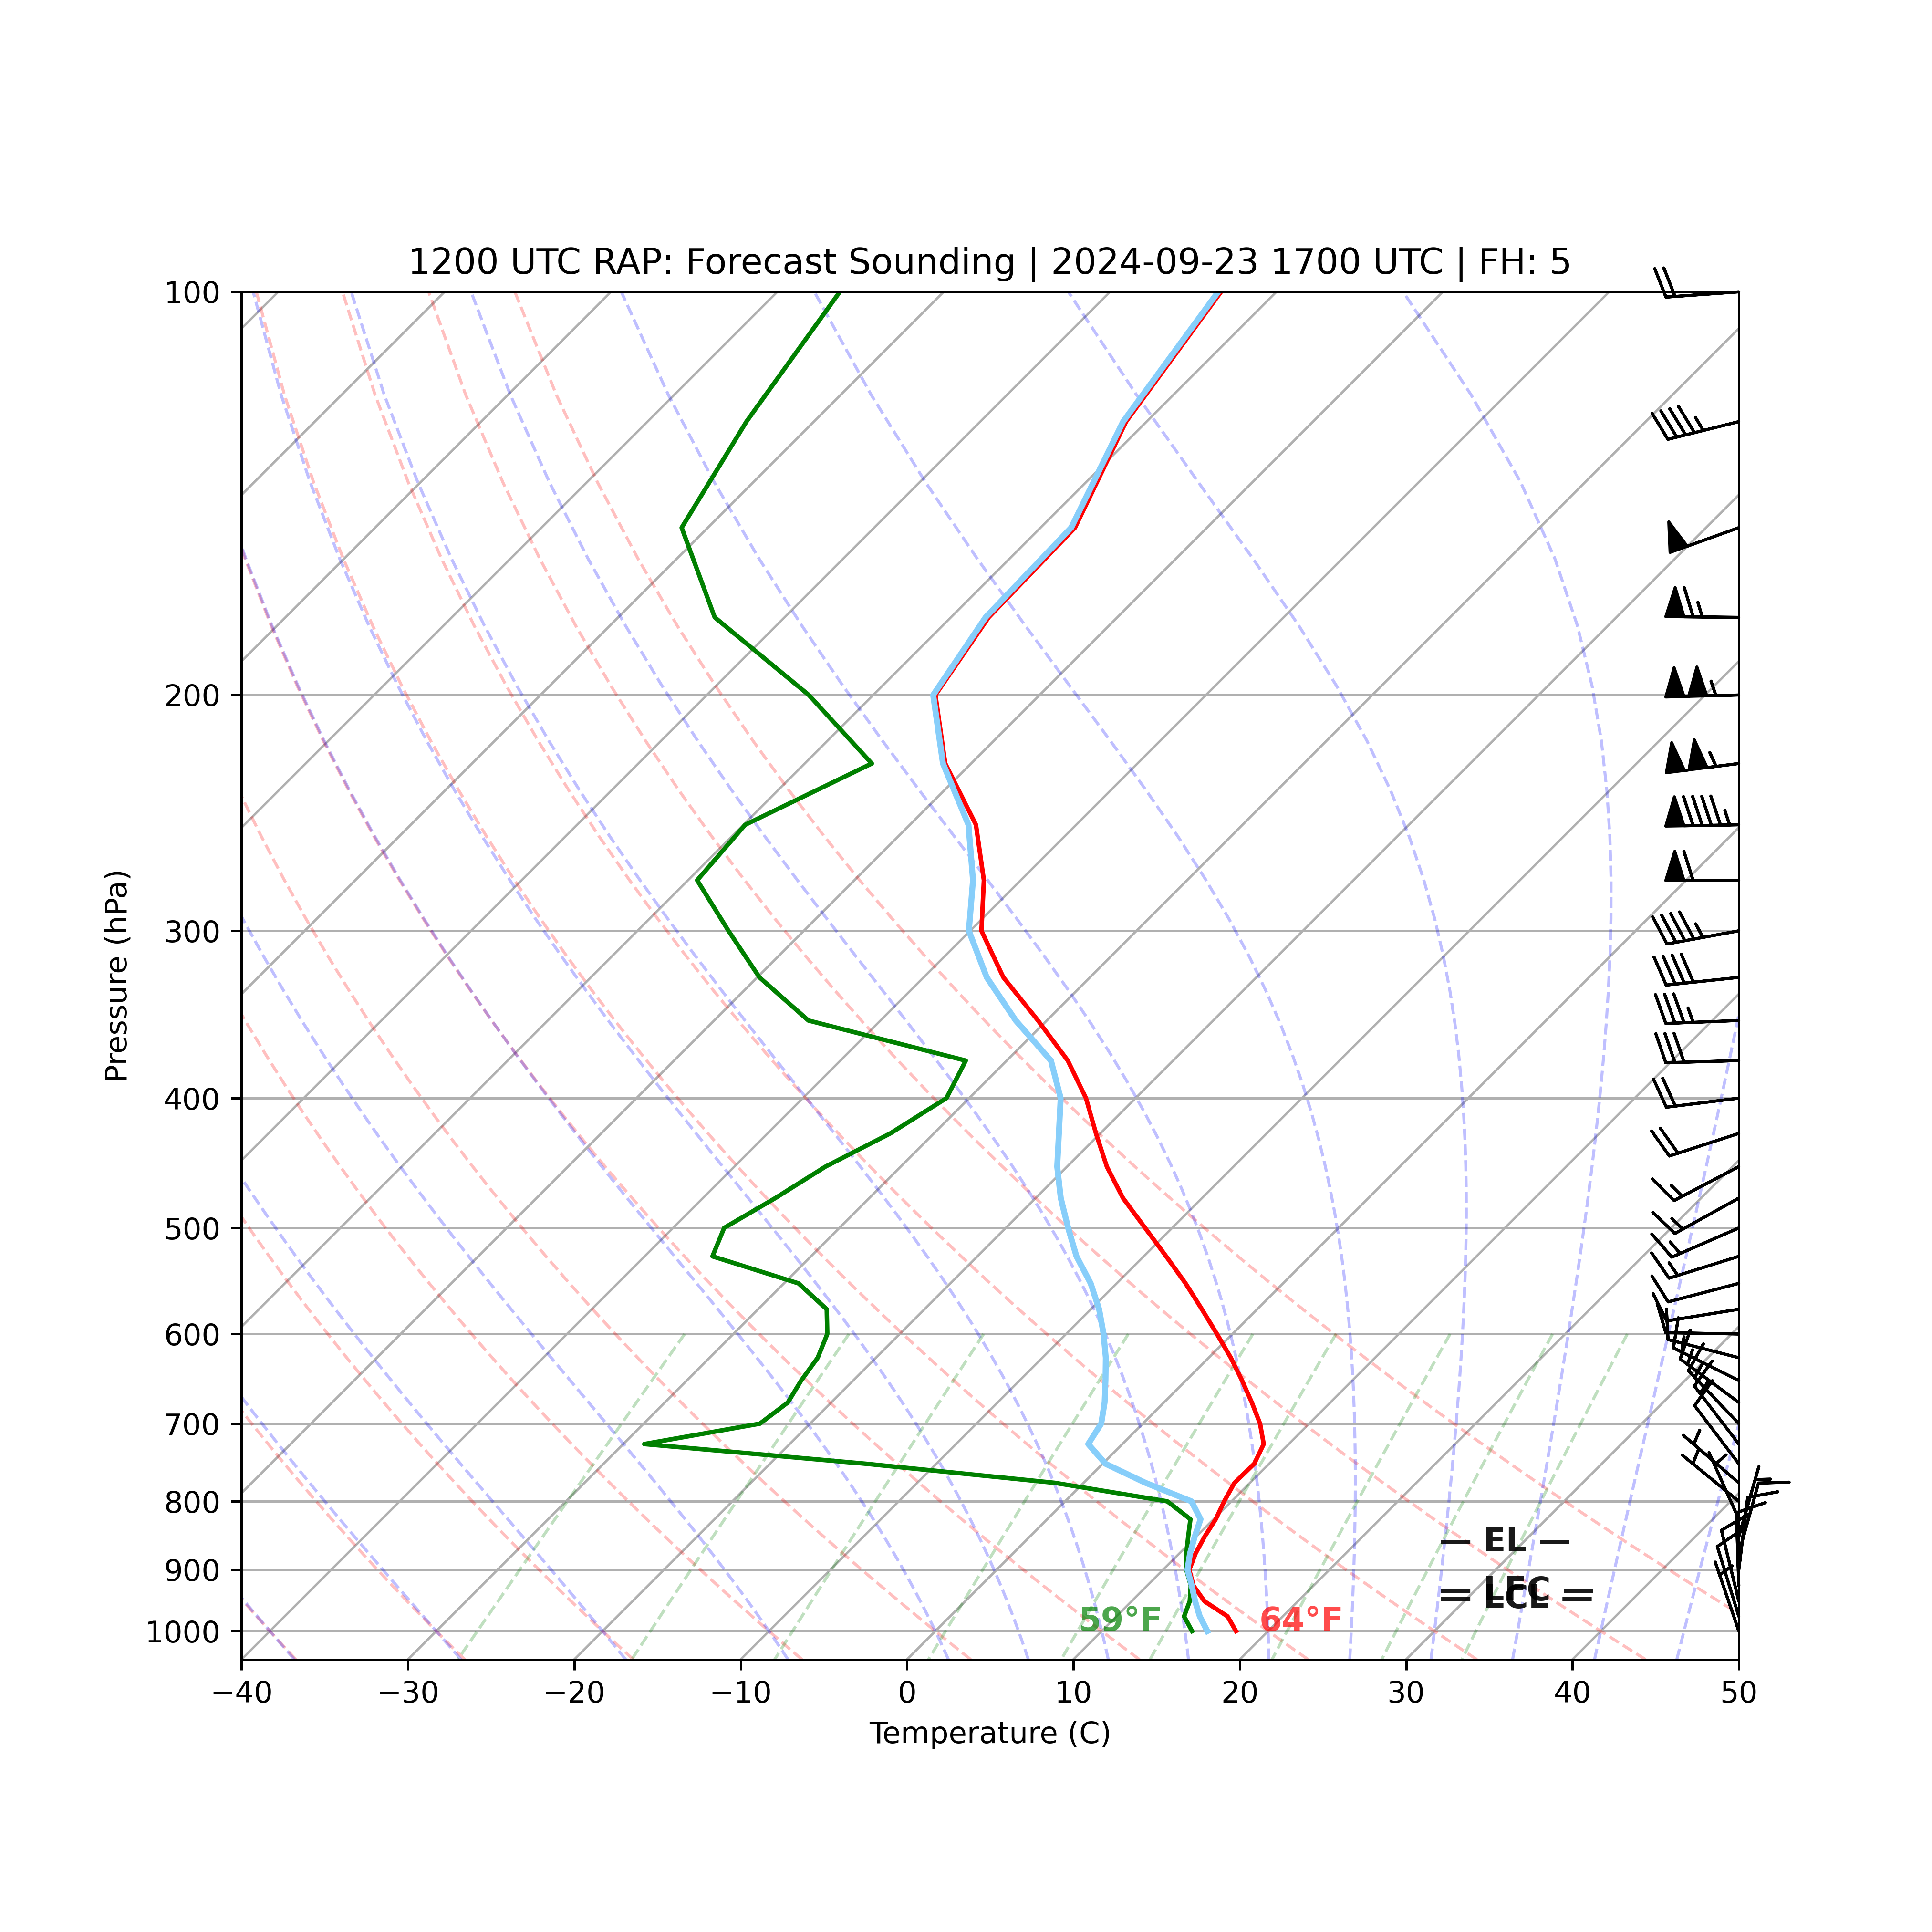 1200 UTC RAP: Forecast Sounding | 2024-09-23 1700 UTC | FH: 5
100
200
300
400
500
600
700
800
900
1000
Pressure (hPa)
— EL —
= LFC =
= LCL =
59°F
64°F
−40
−30
−20
−10
0
10
20
30
40
50
Temperature (C)